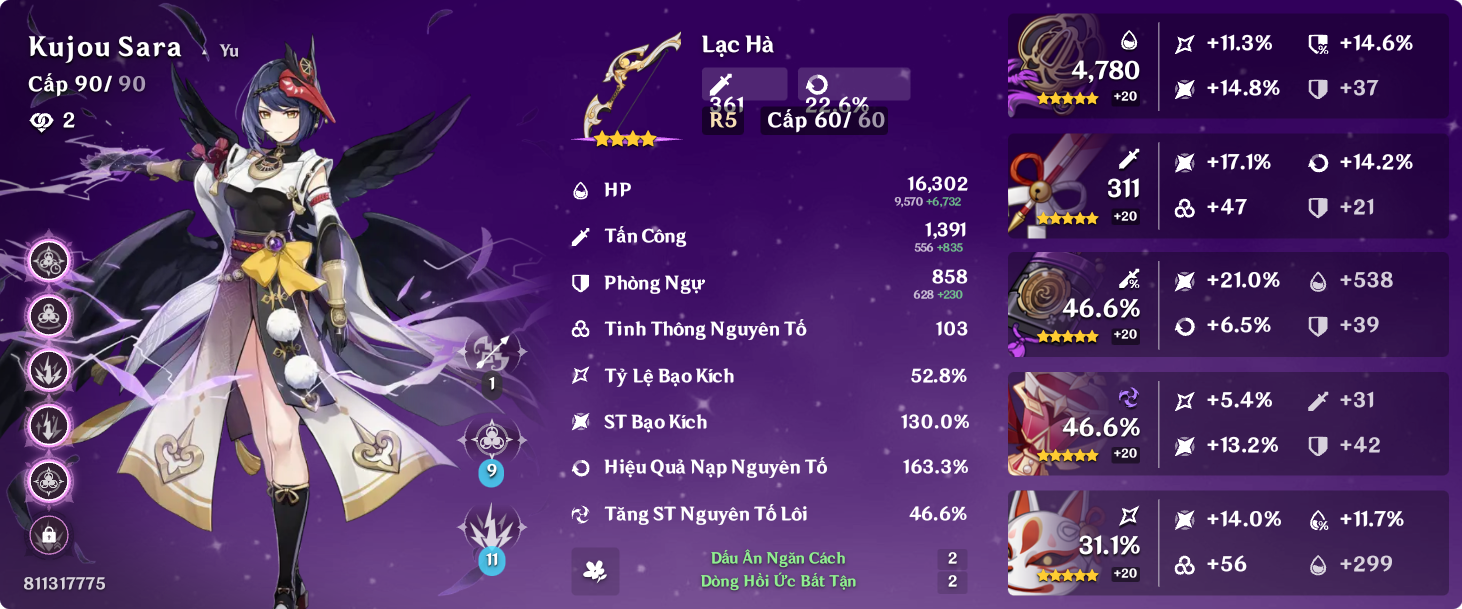 Kujou Sara Yu
Cấp 90/ 90
2
1
9
11
811317775
Lạc Hà
361 22.6%
R5 Cấp 60/ 60
HP 16,302
9,570 +6,732
Tấn Công 1,391
556 +835
Phòng Ngự 858
628 +230
Tinh Thông Nguyên Tố 103
Tỷ Lệ Bạo Kích 52.8%
ST Bạo Kích 130.0%
Hiệu Quả Nạp Nguyên Tố 163.3%
Tăng ST Nguyên Tố Lôi 46.6%
Dấu Ấn Ngăn Cách 2
Dòng Hồi Ức Bất Tận 2
4,780
+20
+11.3% +14.6%
+14.8% +37
311
+20
+17.1% +14.2%
+47 +21
46.6%
+20
+21.0% +538
+6.5% +39
46.6%
+20
+5.4% +31
+13.2% +42
31.1%
+20
+14.0% +11.7%
+56 +299